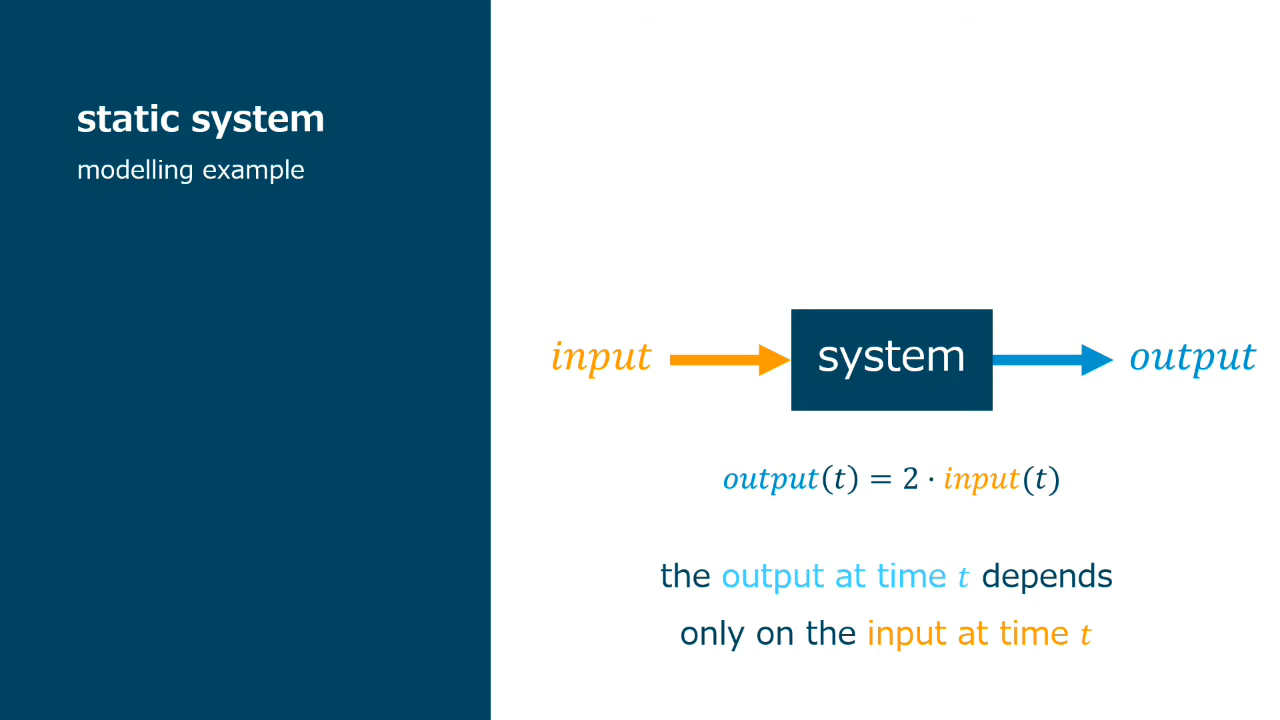 static system
modelling example
input
system
output
output(t) = 2 · input(t)
the output at time t depends
only on the input at time t